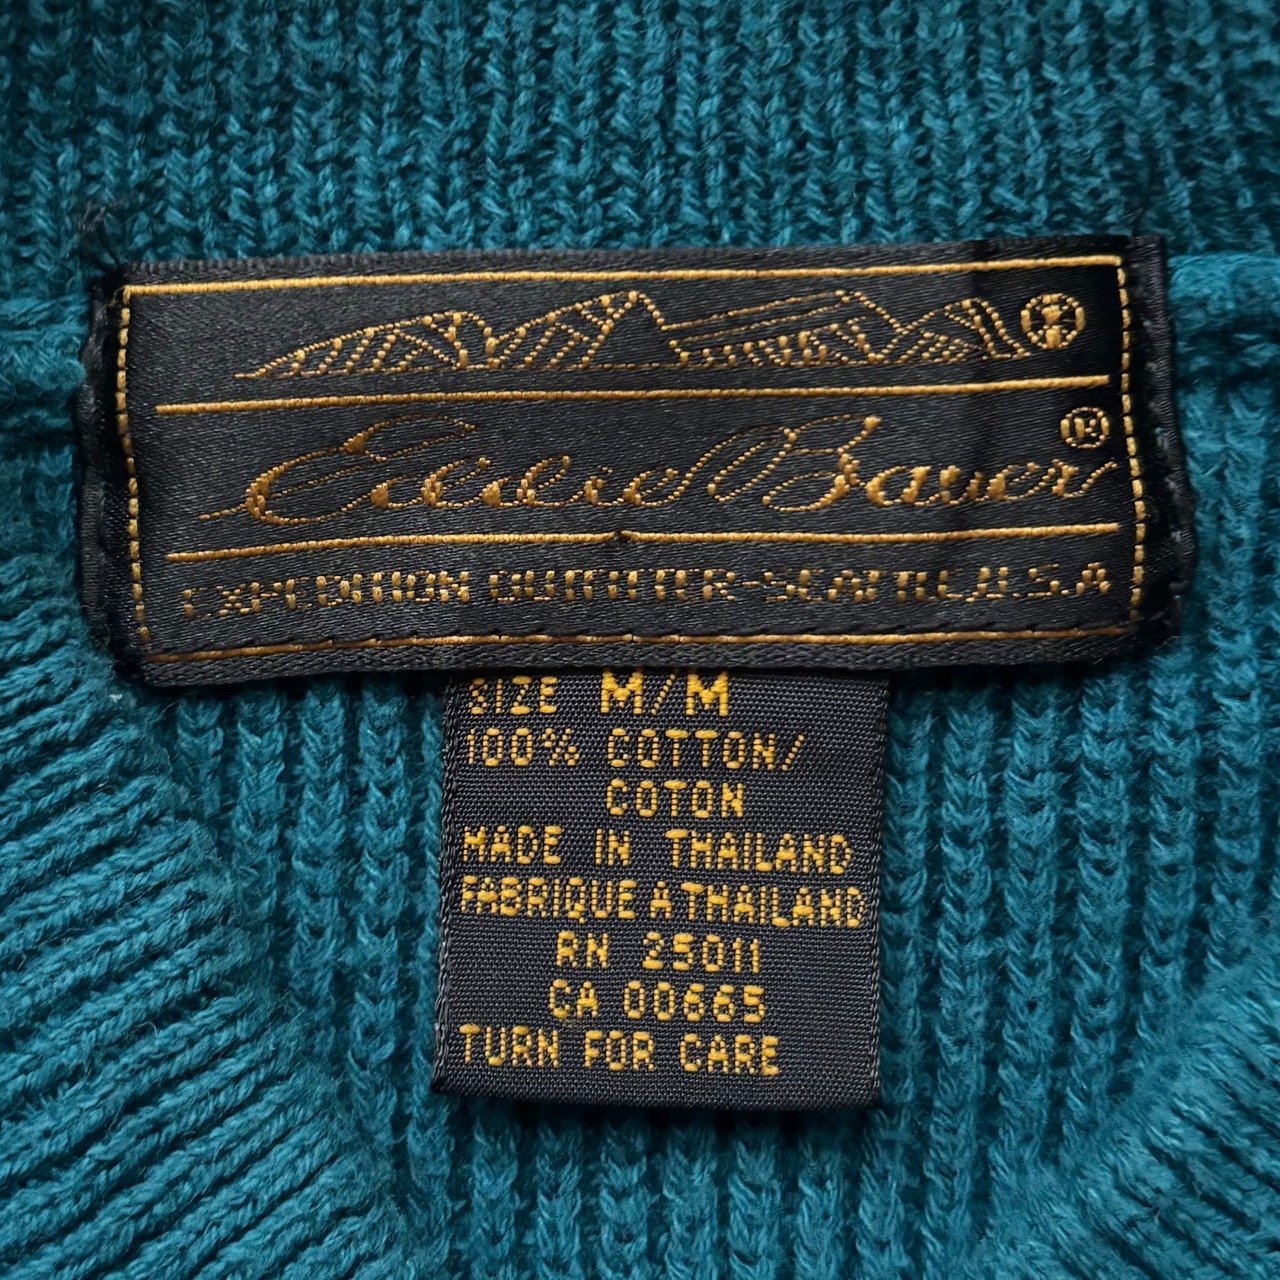 ®
Eddie Bauer ®
EXPEDITION OUTFITTER-SEATTLE,U.S.A
SIZE M/M
100% COTTON/
COTON
MADE IN THAILAND
FABRIQUE A THAILAND
RN 25011
CA 00665
TURN FOR CARE